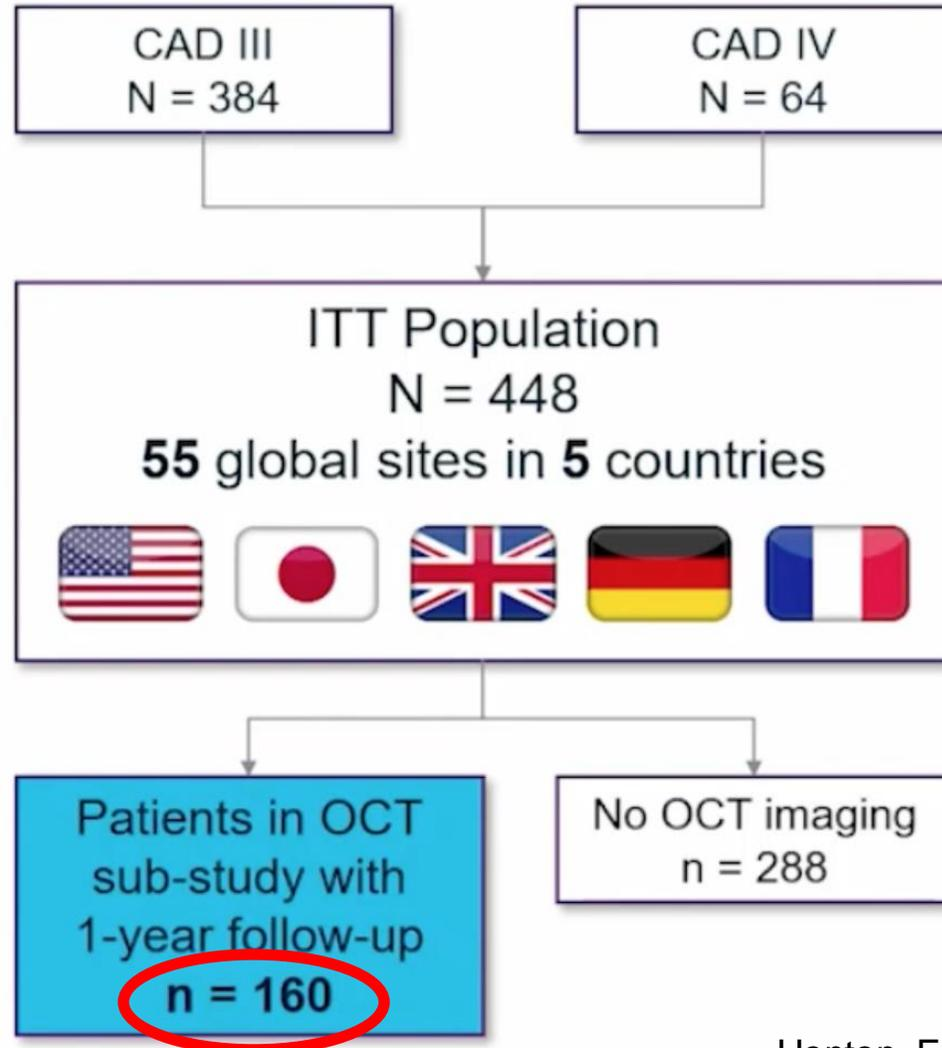 CAD III
N = 384
CAD IV
N = 64
ITT Population
N = 448
55 global sites in 5 countries
Patients in OCT
sub-study with
1-year follow-up
n = 160
No OCT imaging
n = 288